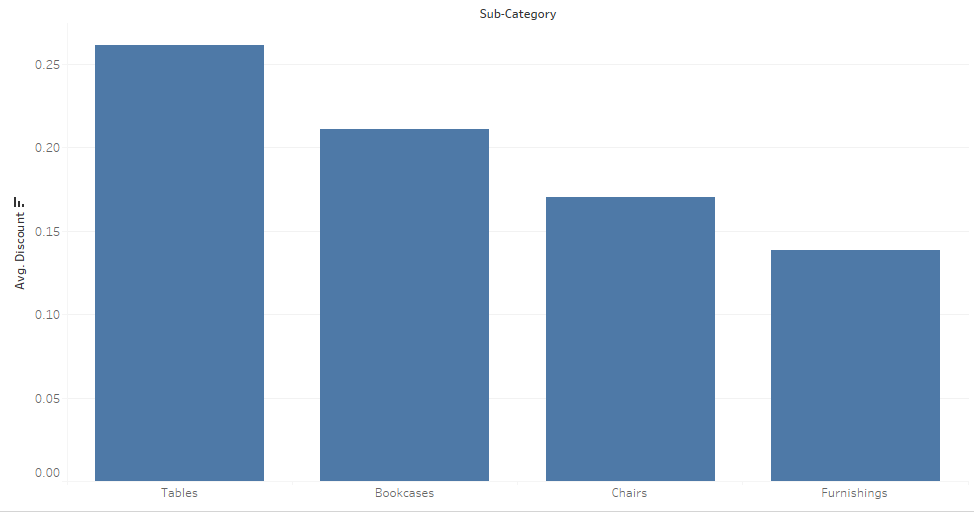 Sub-Category
Avg. Discount
0.25
0.20
0.15
0.10
0.05
0.00
Tables
Bookcases
Chairs
Furnishings